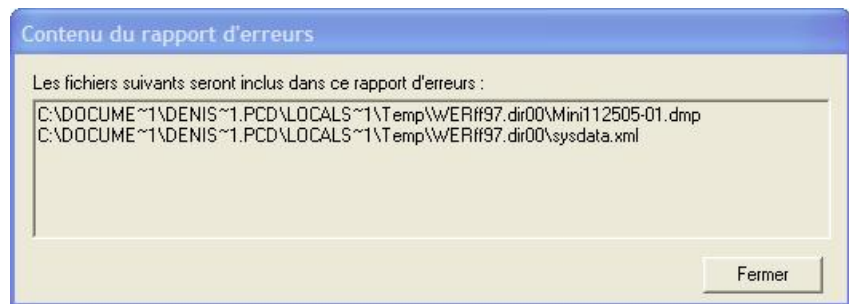 Contenu du rapport d'erreurs
Les fichiers suivants seront inclus dans ce rapport d'erreurs :
C:\DOCUME~1\DENIS~1.PCD\LOCALS~1\Temp\WERff97.dir00\Mini112505-01.dmp
C:\DOCUME~1\DENIS~1.PCD\LOCALS~1\Temp\WERff97.dir00\sysdata.xml
Fermer